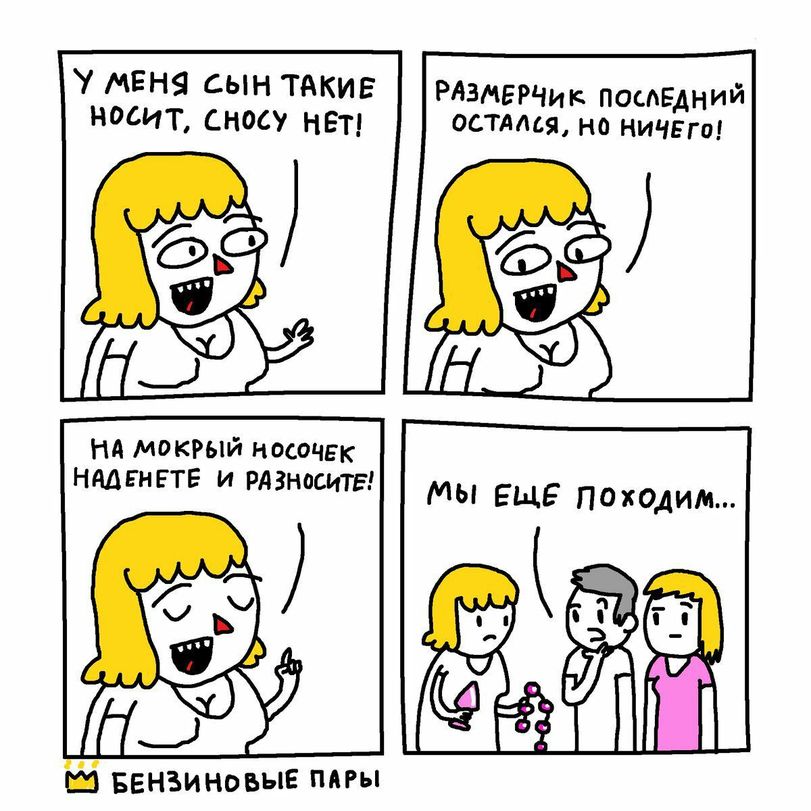 У МЕНЯ СЫН ТАКИЕ
НОСИТ, СНОСУ НЕТ!
РАЗМЕРЧИК ПОСЛЕДНИЙ
ОСТАЛСЯ, НО НИЧЕГО!
НА МОКРЫЙ НОСОЧЕК
НАДЕНЕТЕ И РАЗНОСИТЕ!
МЫ ЕЩЕ ПОХОДИМ...
БЕНЗИНОВЫЕ ПАРЫ